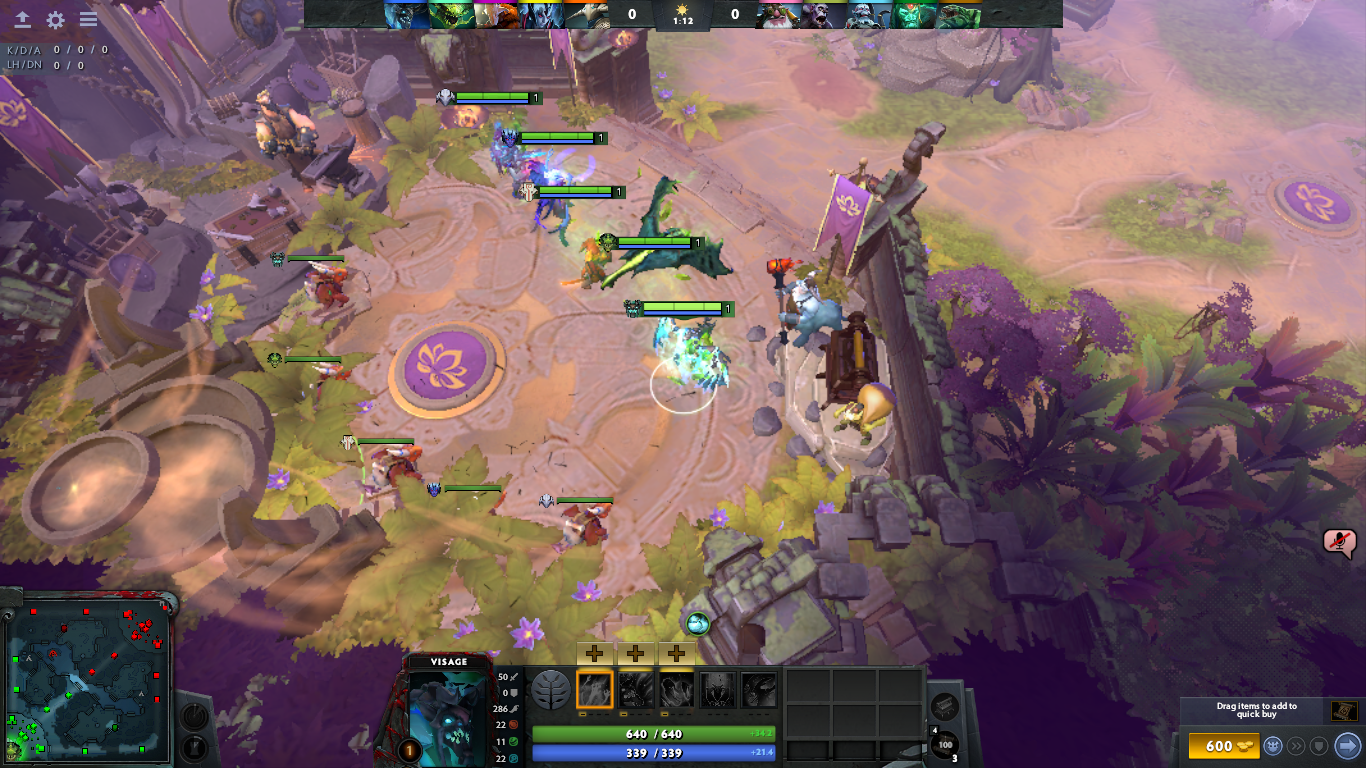 0 1:12 0
K/D/A 0 / 0 / 0
LH/DN 0 / 0
1
1
1
1
1
VISAGE
50
0
286
22
11
22
1
640 / 640 +34.2
339 / 339 +21.4
4
100
3
Drag items to add to
quick buy
600